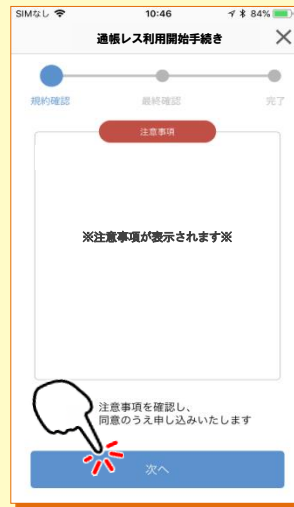 SIMなし 10:46 84%
通帳レス利用開始手続き
規約確認 最終確認 完了
注意事項
※注意事項が表示されます※
注意事項を確認し、
同意のうえ申し込みいたします
次へ